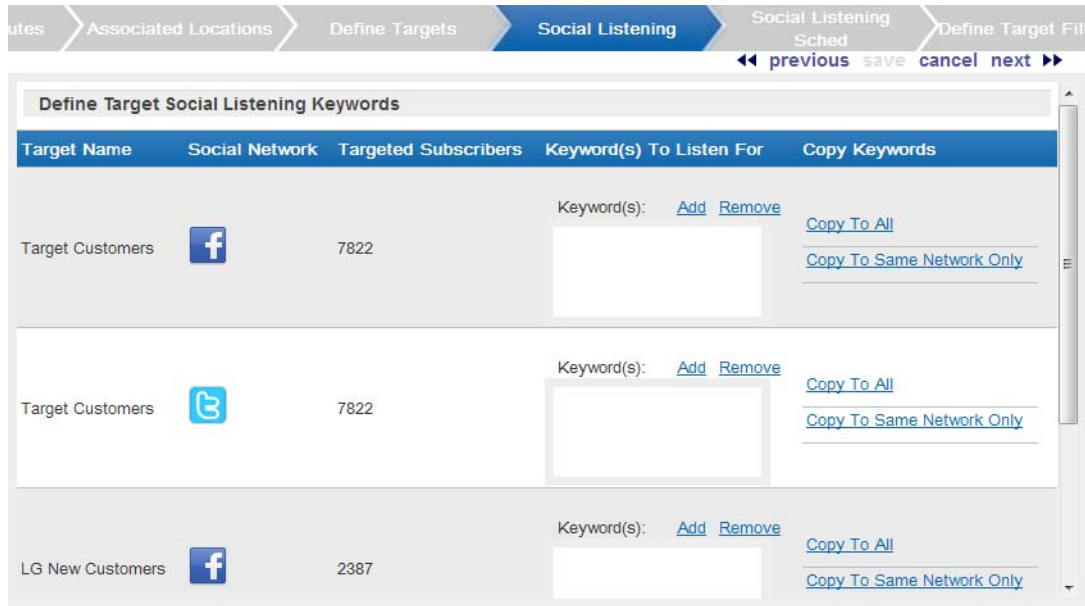 utes
Associated Locations
Define Targets
Social Listening
Social Listening
Sched
Define Target Fil
previous save cancel next
Define Target Social Listening Keywords
Target Name Social Network Targeted Subscribers Keyword(s) To Listen For Copy Keywords
Keyword(s): Add Remove
Copy To All
Target Customers f 7822
Copy To Same Network Only
Keyword(s): Add Remove
Copy To All
Target Customers t 7822
Copy To Same Network Only
Keyword(s): Add Remove
Copy To All
LG New Customers f 2387
Copy To Same Network Only